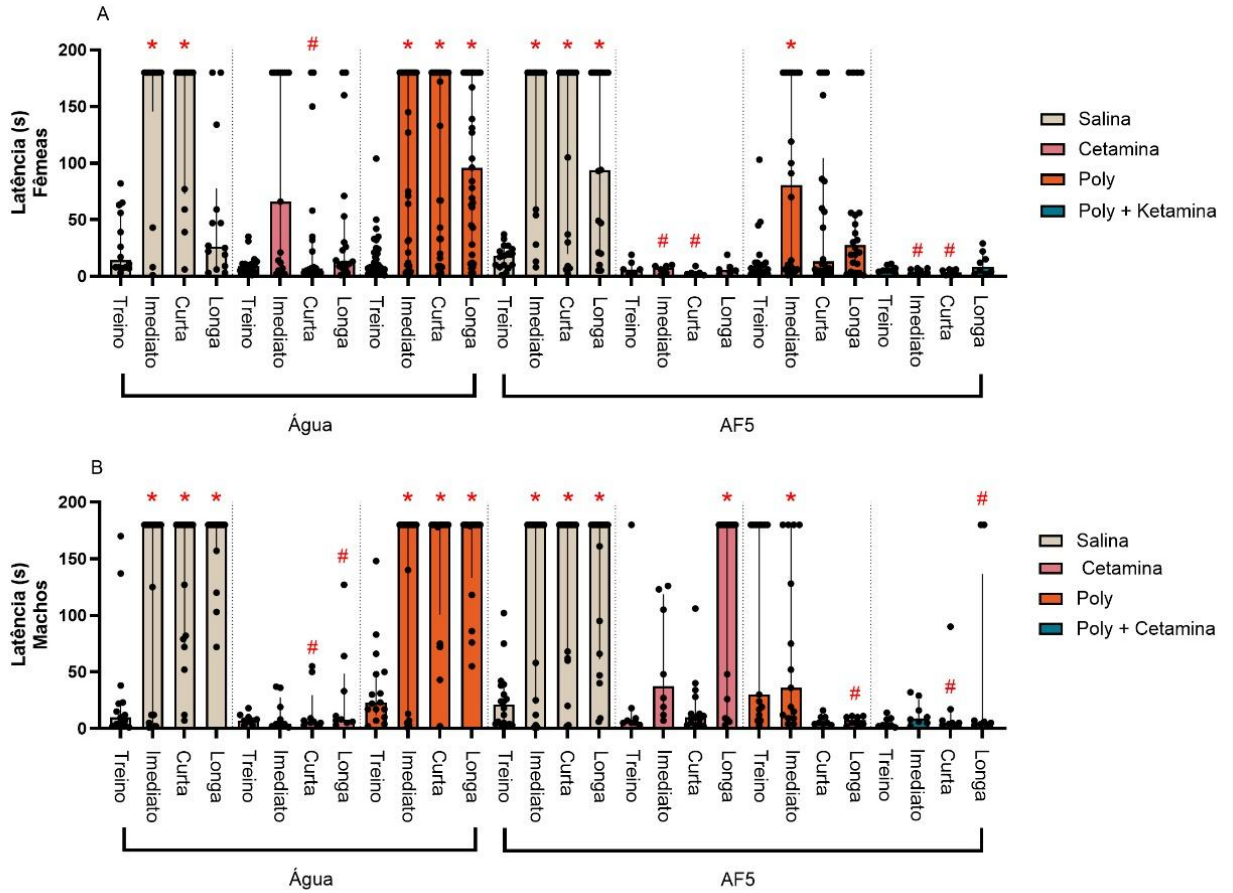 A
* * # * * * * * * *
# # # #
Latência (s)
Fêmeas
200
150
100
50
0
Treino Imediato Curta Longa Treino Imediato Curta Longa Treino Imediato Curta Longa Treino Imediato Curta Longa Treino Imediato Curta Longa Treino Imediato Curta Longa Treino Imediato Curta Longa
Água AF5
Salina
Cetamina
Poly
Poly + Ketamina
B
* * * * * * * * * * * #
# # # #
Latência (s)
Machos
200
150
100
50
0
Treino Imediato Curta Longa Treino Imediato Curta Longa Treino Imediato Curta Longa Treino Imediato Curta Longa Treino Imediato Curta Longa Treino Imediato Curta Longa Treino Imediato Curta Longa
Água AF5
Salina
Cetamina
Poly
Poly + Cetamina